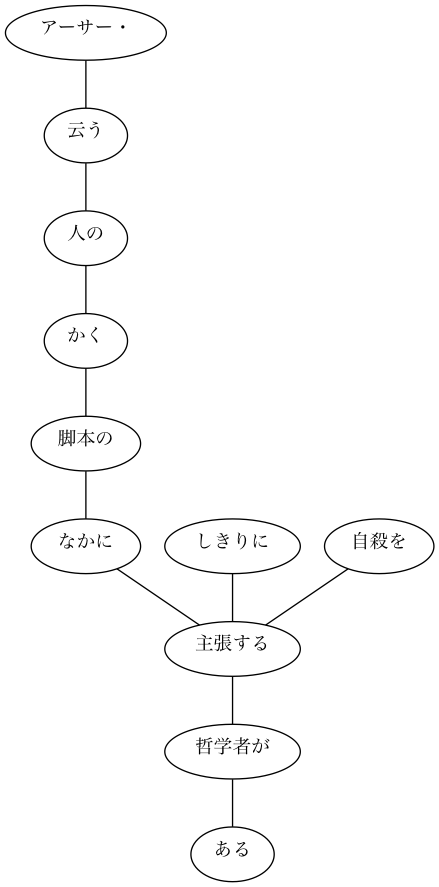 アーサー・
云う
人の
かく
脚本の
なかに
しきりに
自殺を
主張する
哲学者が
ある